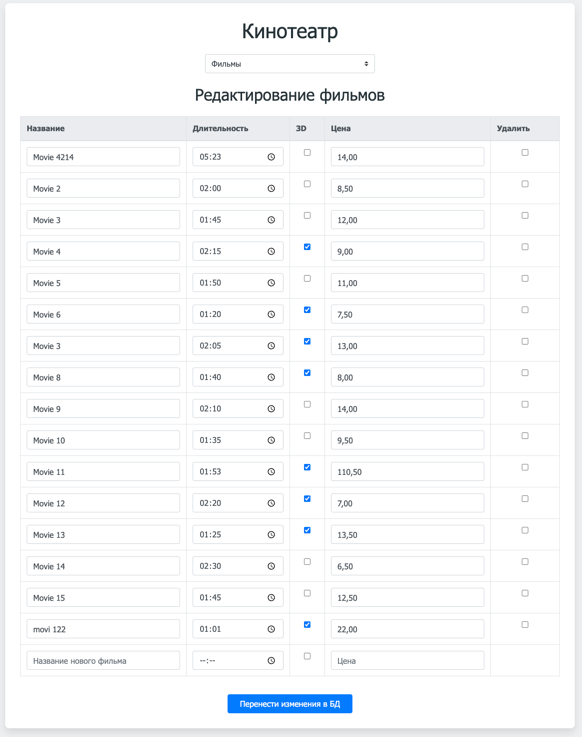 Кинотеатр
Фильмы
Редактирование фильмов
Название Длительность 3D Цена Удалить
Movie 4214 05:23 14,00
Movie 2 02:00 8,50
Movie 3 01:45 12,00
Movie 4 02:15 9,00
Movie 5 01:50 11,00
Movie 6 01:20 7,50
Movie 3 02:05 13,00
Movie 8 01:40 8,00
Movie 9 02:10 14,00
Movie 10 01:35 9,50
Movie 11 01:53 110,50
Movie 12 02:20 7,00
Movie 13 01:25 13,50
Movie 14 02:30 6,50
Movie 15 01:45 12,50
movi 122 01:01 22,00
Название нового фильма --:-- Цена
Перенести изменения в БД